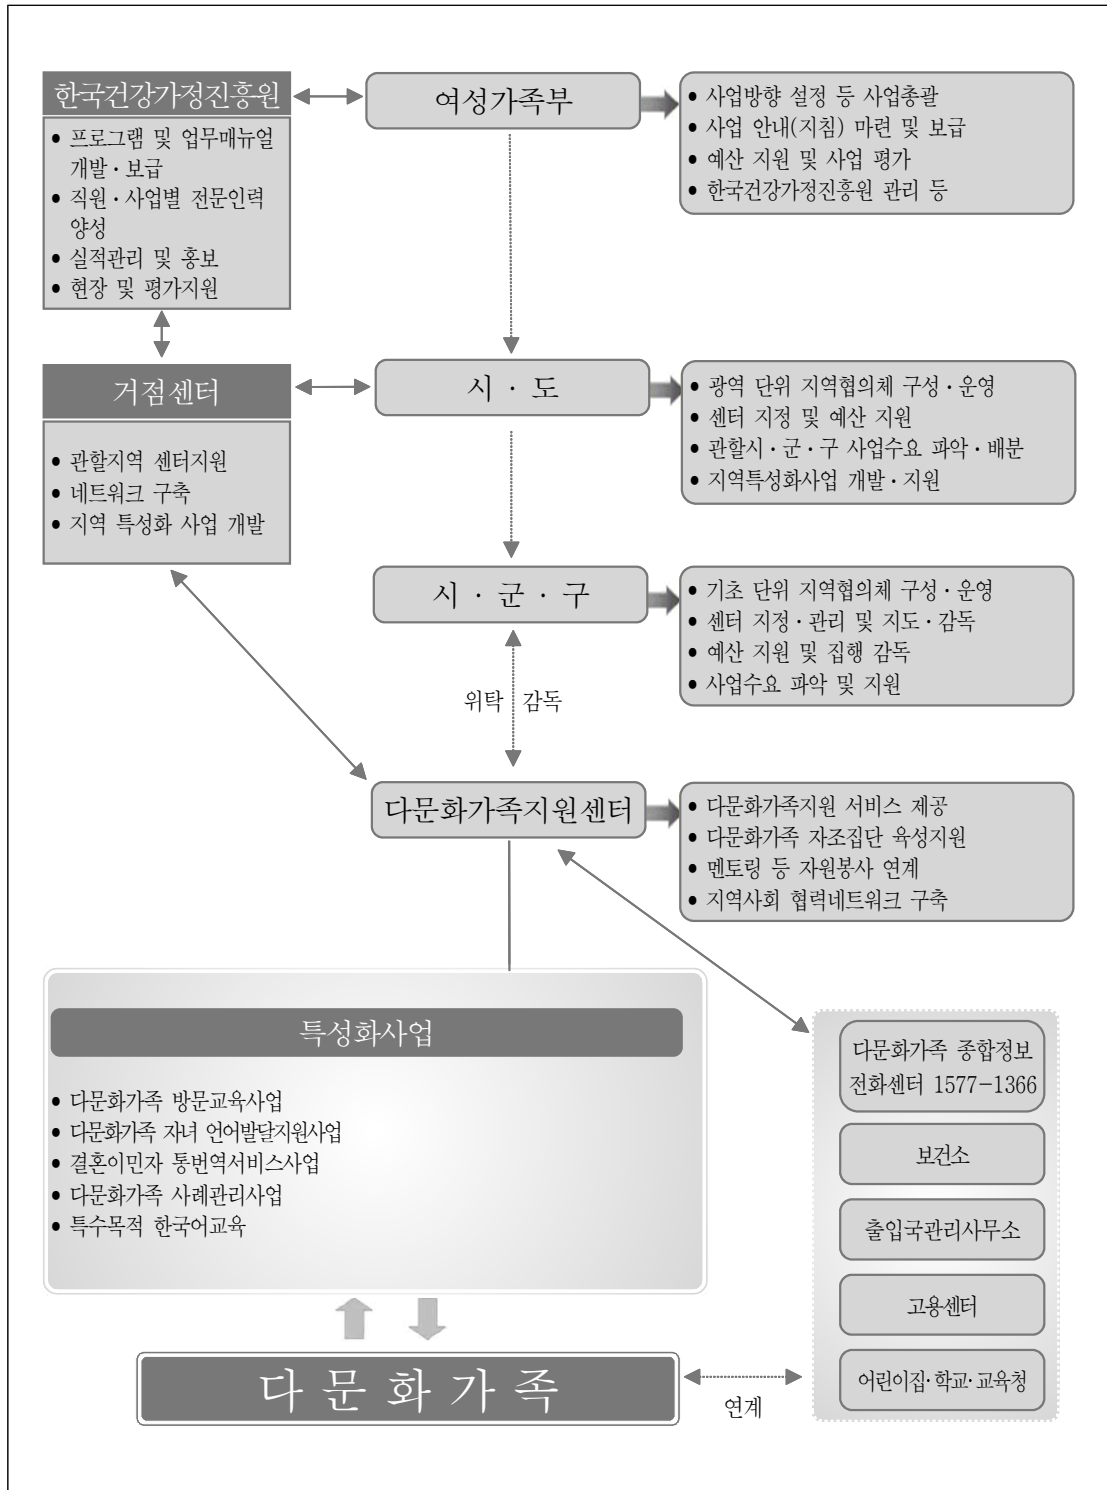 한국건강가정진흥원
• 프로그램 및 업무매뉴얼
개발·보급
• 직원·사업별 전문인력
양성
• 실적관리 및 홍보
• 현장 및 평가지원
여성가족부
• 사업방향 설정 등 사업총괄
• 사업 안내(지침) 마련 및 보급
• 예산 지원 및 사업 평가
• 한국건강가정진흥원 관리 등
거점센터
• 관할지역 센터지원
• 네트워크 구축
• 지역 특성화 사업 개발
시 · 도
• 광역 단위 지역협의체 구성·운영
• 센터 지정 및 예산 지원
• 관할시·군·구 사업수요 파악·배분
• 지역특성화사업 개발·지원
시 · 군 · 구
• 기초 단위 지역협의체 구성·운영
• 센터 지정·관리 및 지도·감독
• 예산 지원 및 집행 감독
• 사업수요 파악 및 지원
위탁 감독
다문화가족지원센터
• 다문화가족지원 서비스 제공
• 다문화가족 자조집단 육성지원
• 멘토링 등 자원봉사 연계
• 지역사회 협력네트워크 구축
특성화사업
• 다문화가족 방문교육사업
• 다문화가족 자녀 언어발달지원사업
• 결혼이민자 통번역서비스사업
• 다문화가족 사례관리사업
• 특수목적 한국어교육
다문화가족 종합정보
전화센터 1577-1366
보건소
출입국관리사무소
고용센터
어린이집·학교·교육청
다 문 화 가 족
연계